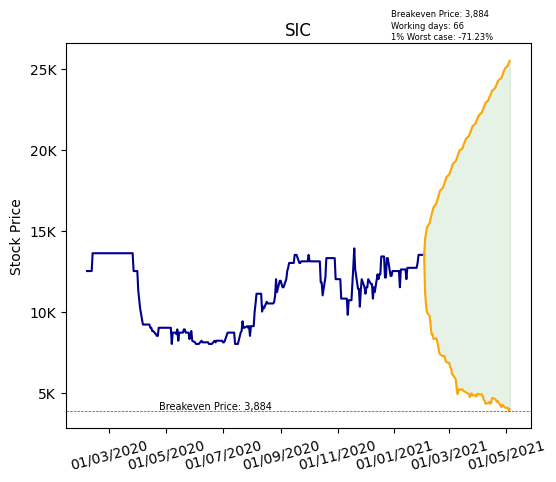 Breakeven Price: 3,884
Working days: 66
1% Worst case: -71.23%
SIC
Stock Price
25K
20K
15K
10K
5K
Breakeven Price: 3,884
01/03/2020
01/05/2020
01/07/2020
01/09/2020
01/11/2020
01/01/2021
01/03/2021
01/05/2021